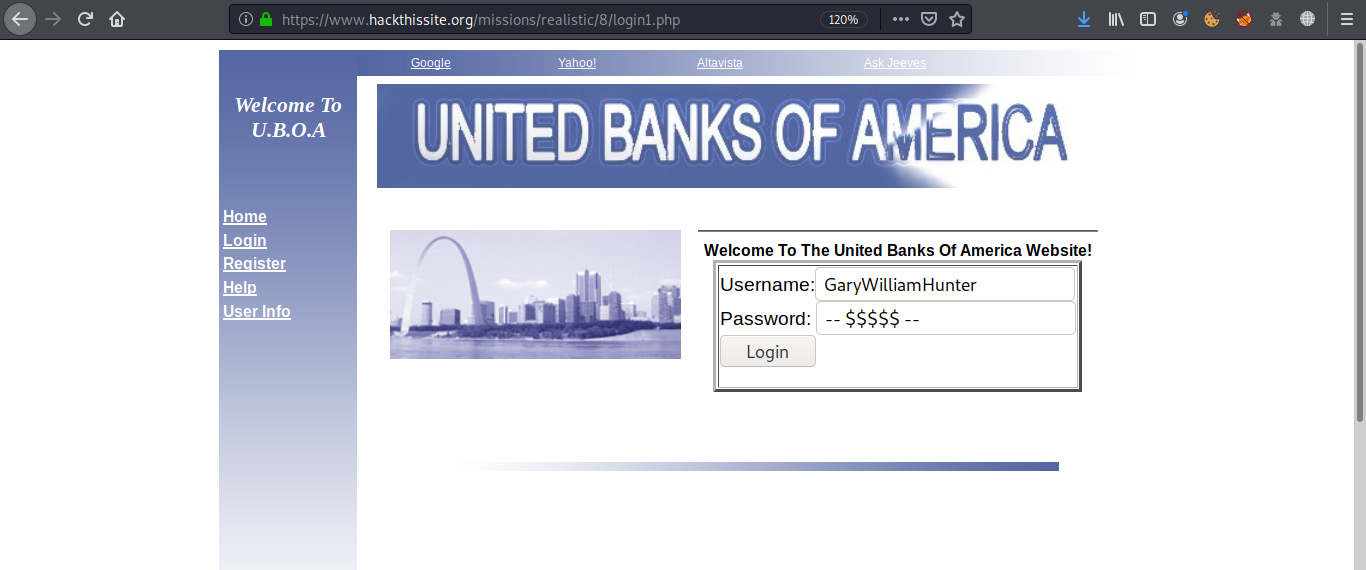 https://www.hackthissite.org/missions/realistic/8/login1.php 120%
Google Yahoo! Altavista Ask Jeeves
Welcome To
U.B.O.A
UNITED BANKS OF AMERICA
Home
Login
Register
Help
User Info
Welcome To The United Banks Of America Website!
Username: GaryWilliamHunter
Password: -- $$$$$ --
Login